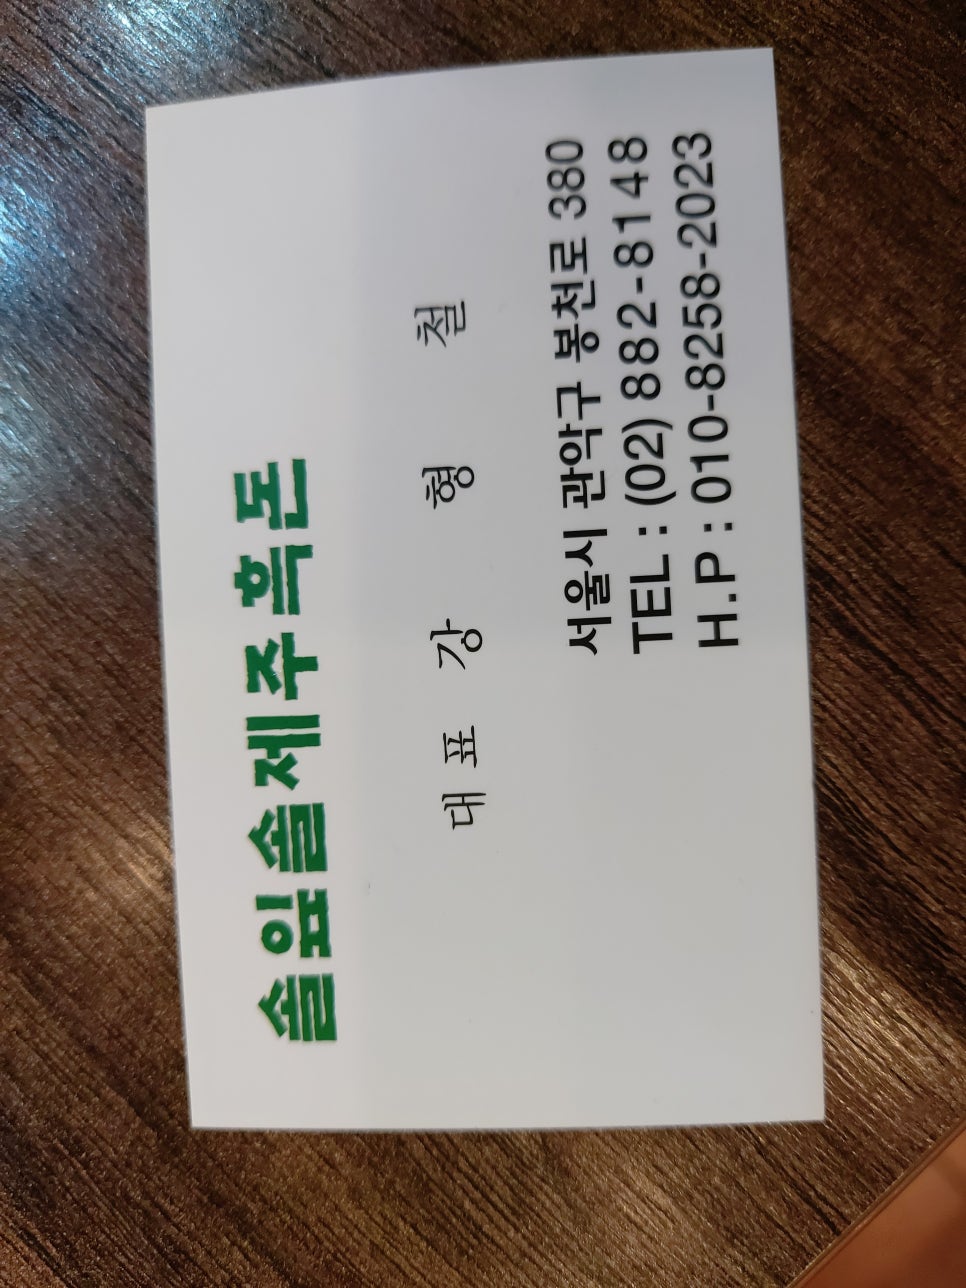 솔잎솔제주흑돈
대표 강 형 철
서울시 관악구 봉천로 380
TEL : (02) 882-8148
H.P : 010-8258-2023